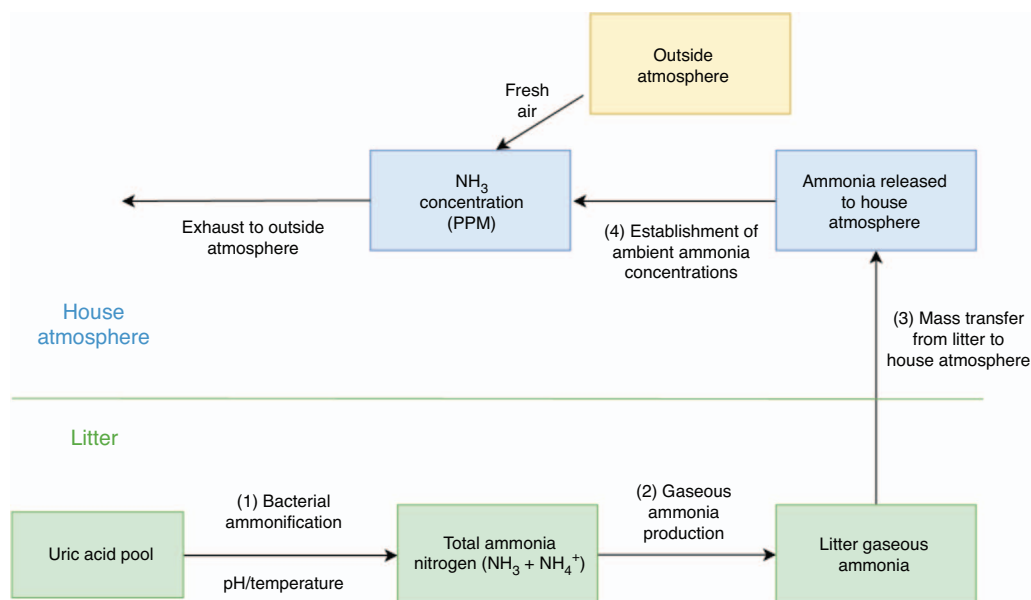 Outside
atmosphere
Fresh
air
NH₃
concentration
(PPM)
Ammonia released
to house
atmosphere
Exhaust to outside
atmosphere
(4) Establishment of
ambient ammonia
concentrations
House
atmosphere
(3) Mass transfer
from litter to
house atmosphere
Litter
(1) Bacterial
ammonification
(2) Gaseous
ammonia
production
Uric acid pool
pH/temperature
Total ammonia
nitrogen (NH₃ + NH₄⁺)
Litter gaseous
ammonia